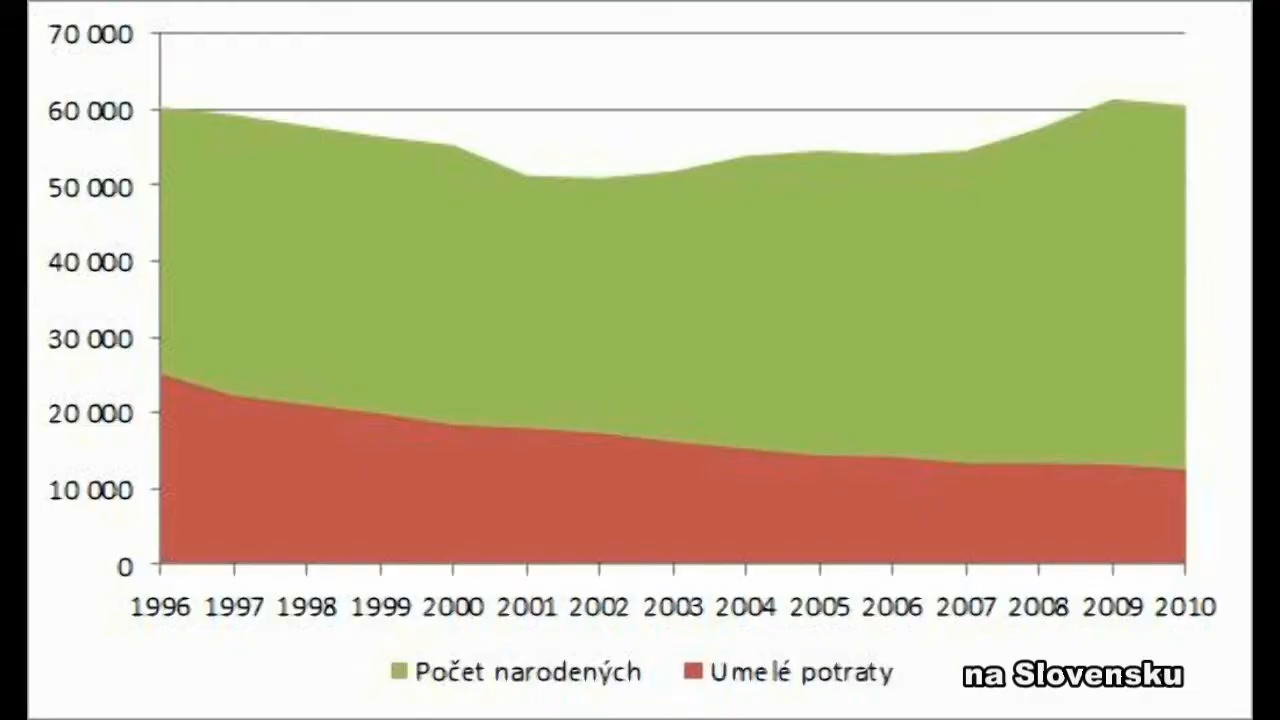 70 000
60 000
50 000
40 000
30 000
20 000
10 000
0
1996 1997 1998 1999 2000 2001 2002 2003 2004 2005 2006 2007 2008 2009 2010
Počet narodených Umelé potraty
na Slovensku